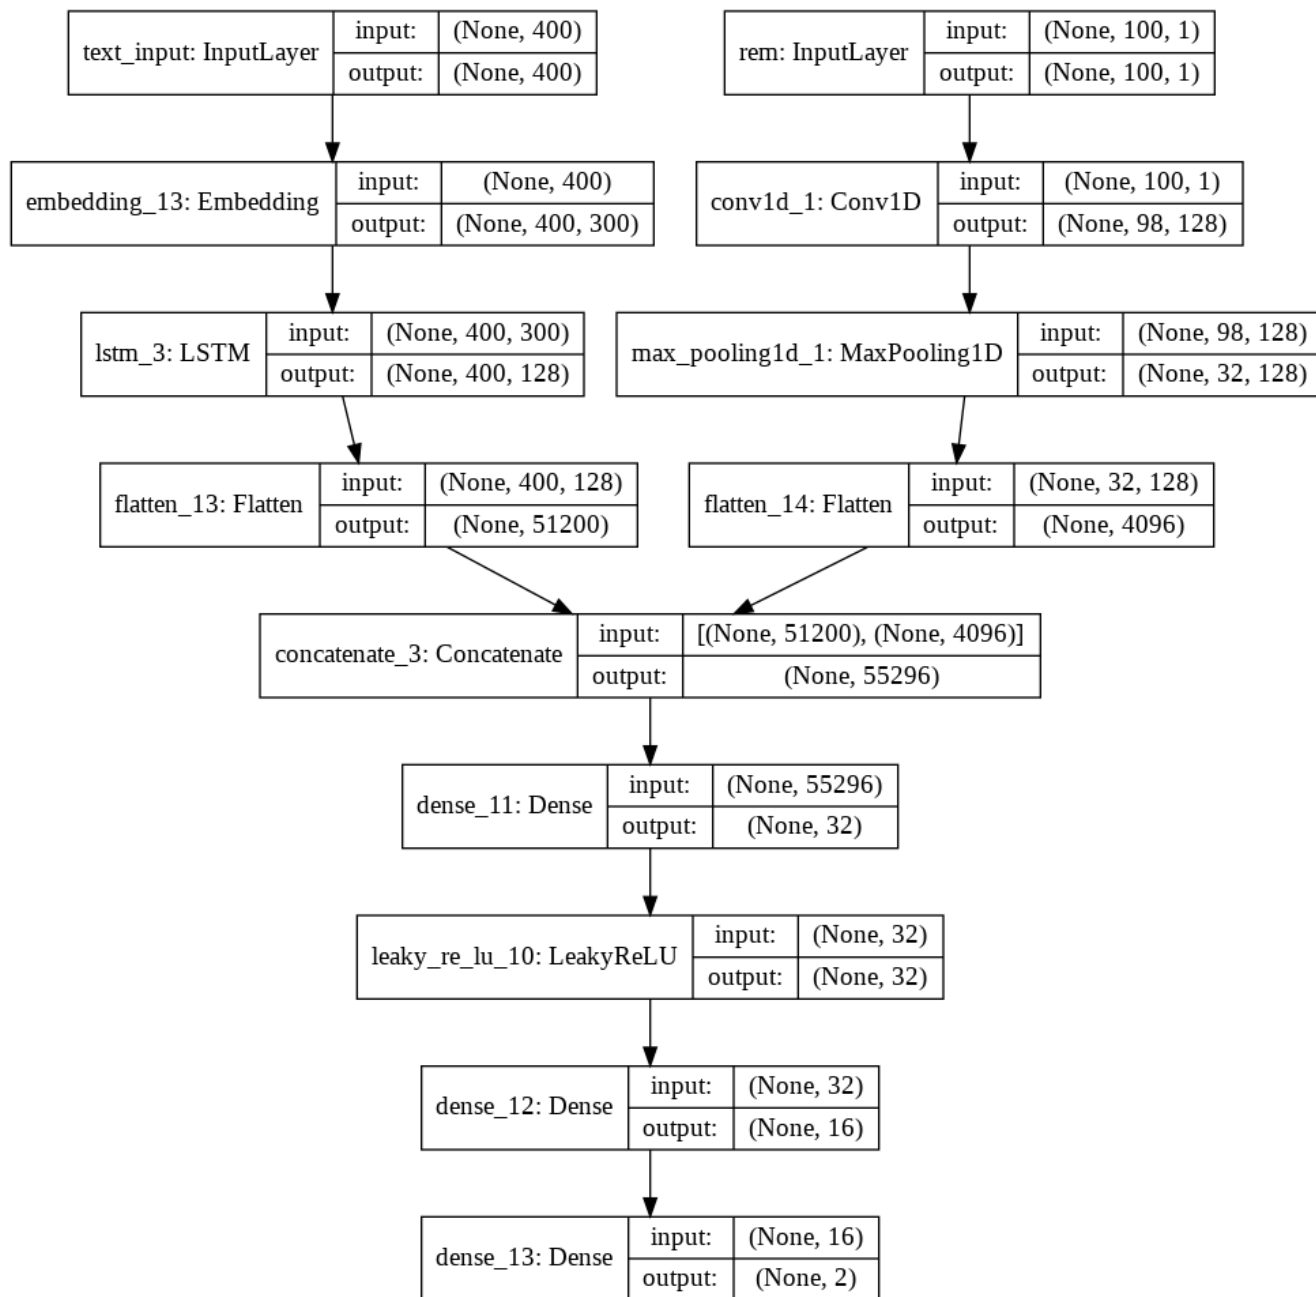 text_input: InputLayer
input: (None, 400)
output: (None, 400)
rem: InputLayer
input: (None, 100, 1)
output: (None, 100, 1)
embedding_13: Embedding
input: (None, 400)
output: (None, 400, 300)
conv1d_1: Conv1D
input: (None, 100, 1)
output: (None, 98, 128)
lstm_3: LSTM
input: (None, 400, 300)
output: (None, 400, 128)
max_pooling1d_1: MaxPooling1D
input: (None, 98, 128)
output: (None, 32, 128)
flatten_13: Flatten
input: (None, 400, 128)
output: (None, 51200)
flatten_14: Flatten
input: (None, 32, 128)
output: (None, 4096)
concatenate_3: Concatenate
input: [(None, 51200), (None, 4096)]
output: (None, 55296)
dense_11: Dense
input: (None, 55296)
output: (None, 32)
leaky_re_lu_10: LeakyReLU
input: (None, 32)
output: (None, 32)
dense_12: Dense
input: (None, 32)
output: (None, 16)
dense_13: Dense
input: (None, 16)
output: (None, 2)